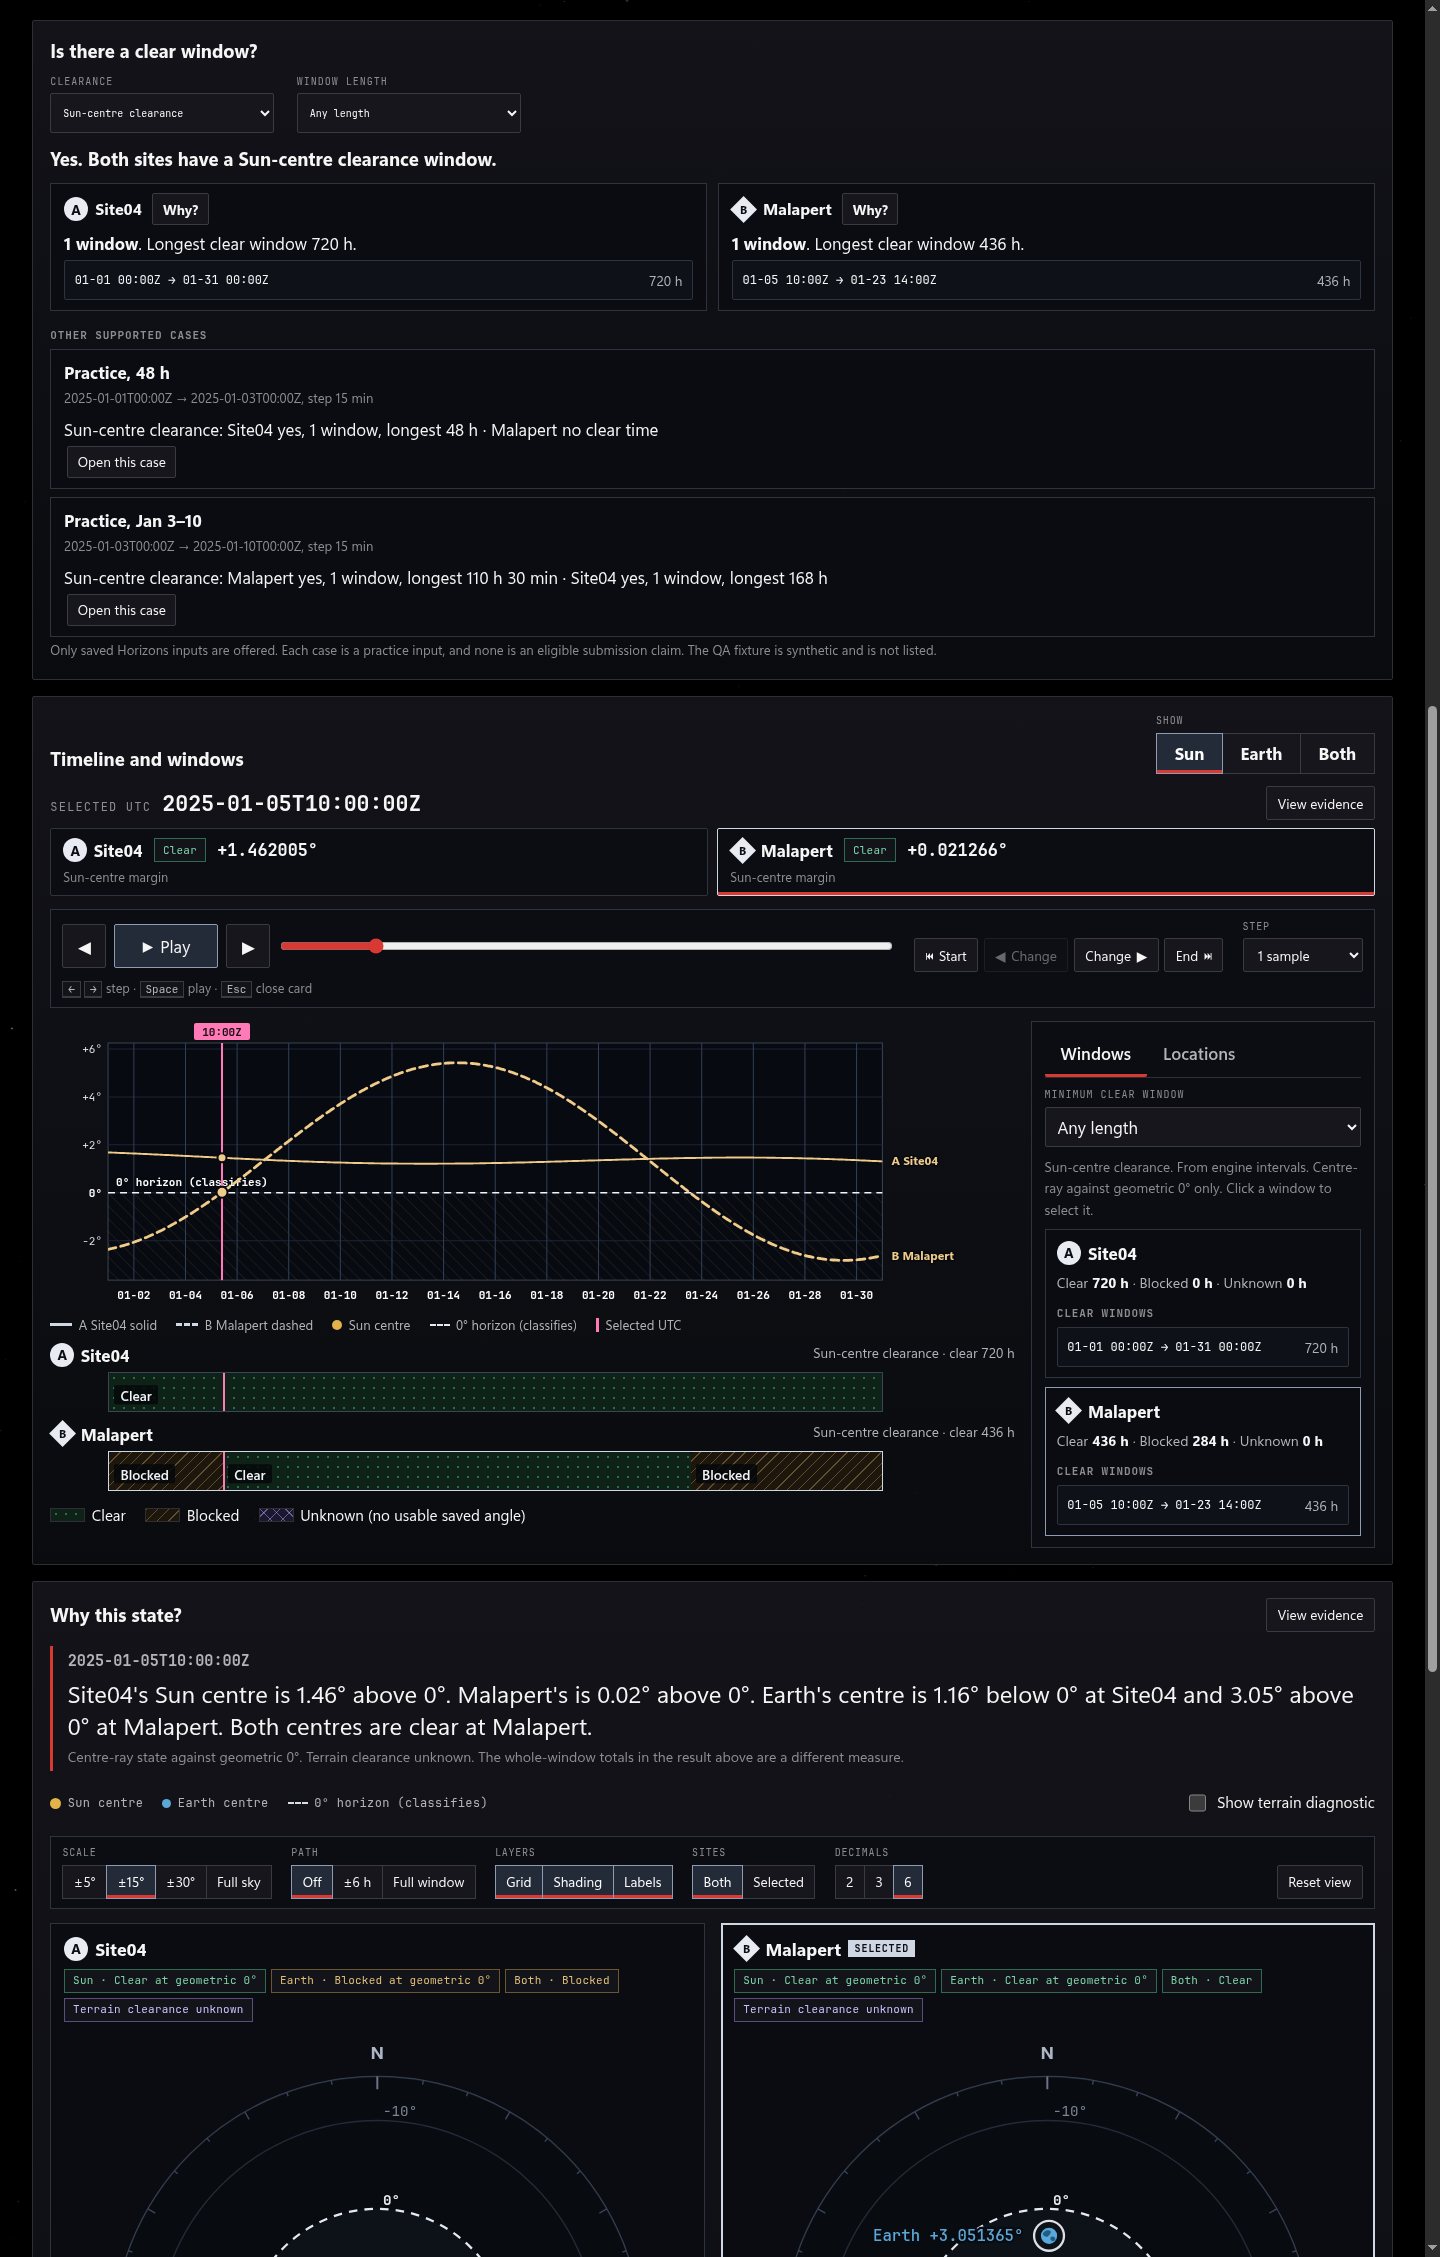 Is there a clear window?
CLEARANCE
WINDOW LENGTH
Sun-centre clearance
Any length
Yes. Both sites have a Sun-centre clearance window.
A Site04 Why?
1 window. Longest clear window 720 h.
01-01 00:00Z → 01-31 00:00Z 720 h
B Malapert Why?
1 window. Longest clear window 436 h.
01-05 10:00Z → 01-23 14:00Z 436 h
OTHER SUPPORTED CASES
Practice, 48 h
2025-01-01T00:00Z → 2025-01-03T00:00Z, step 15 min
Sun-centre clearance: Site04 yes, 1 window, longest 48 h · Malapert no clear time
Open this case
Practice, Jan 3–10
2025-01-03T00:00Z → 2025-01-10T00:00Z, step 15 min
Sun-centre clearance: Malapert yes, 1 window, longest 110 h 30 min · Site04 yes, 1 window, longest 168 h
Open this case
Only saved Horizons inputs are offered. Each case is a practice input, and none is an eligible submission claim. The QA fixture is synthetic and is not listed.
SHOW
Timeline and windows
Sun Earth Both
SELECTED UTC 2025-01-05T10:00:00Z
View evidence
A Site04 Clear +1.462005°
Sun-centre margin
B Malapert Clear +0.021266°
Sun-centre margin
◀ ▶ Play ▶
⏮ Start ◀ Change Change ▶ End ⏭
STEP
1 sample
← → step · Space play · Esc close card
10:00Z
+6°
+4°
+2°
0°
-2°
0° horizon (classifies)
A Site04
B Malapert
01-02 01-04 01-06 01-08 01-10 01-12 01-14 01-16 01-18 01-20 01-22 01-24 01-26 01-28 01-30
A Site04 solid B Malapert dashed Sun centre 0° horizon (classifies) Selected UTC
A Site04 Sun-centre clearance · clear 720 h
Clear
B Malapert Sun-centre clearance · clear 436 h
Blocked Clear Blocked
Clear Blocked Unknown (no usable saved angle)
Windows Locations
MINIMUM CLEAR WINDOW
Any length
Sun-centre clearance. From engine intervals. Centre-
ray against geometric 0° only. Click a window to
select it.
A Site04
Clear 720 h · Blocked 0 h · Unknown 0 h
CLEAR WINDOWS
01-01 00:00Z → 01-31 00:00Z 720 h
B Malapert
Clear 436 h · Blocked 284 h · Unknown 0 h
CLEAR WINDOWS
01-05 10:00Z → 01-23 14:00Z 436 h
Why this state?
View evidence
2025-01-05T10:00:00Z
Site04's Sun centre is 1.46° above 0°. Malapert's is 0.02° above 0°. Earth's centre is 1.16° below 0° at Site04 and 3.05° above
0° at Malapert. Both centres are clear at Malapert.
Centre-ray state against geometric 0°. Terrain clearance unknown. The whole-window totals in the result above are a different measure.
Sun centre Earth centre 0° horizon (classifies)
Show terrain diagnostic
SCALE PATH LAYERS SITES DECIMALS
±5° ±15° ±30° Full sky Off ±6 h Full window Grid Shading Labels Both Selected 2 3 6 Reset view
A Site04
Sun · Clear at geometric 0° Earth · Blocked at geometric 0° Both · Blocked
Terrain clearance unknown
N
-10°
0°
B Malapert SELECTED
Sun · Clear at geometric 0° Earth · Clear at geometric 0° Both · Clear
Terrain clearance unknown
N
-10°
0°
Earth +3.051365°